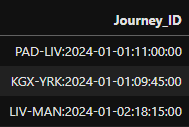 Journey_ID
PAD-LIV:2024-01-01:11:00:00
KGX-YRK:2024-01-01:09:45:00
LIV-MAN:2024-01-02:18:15:00